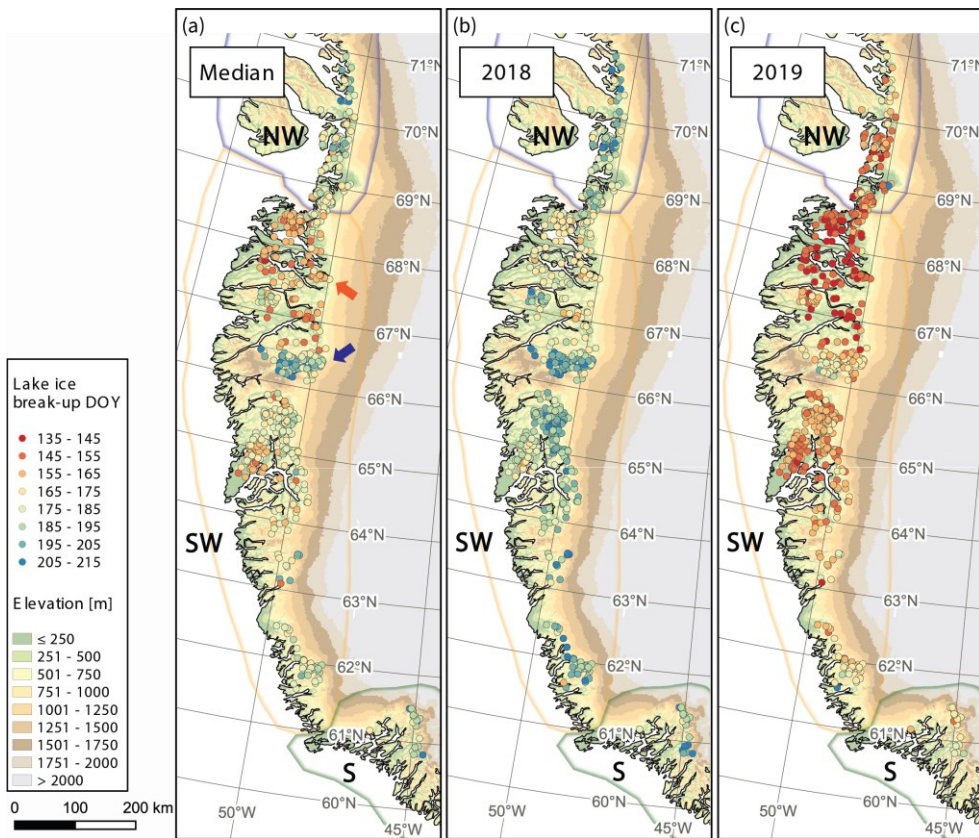 Lake ice
break-up DOY
135 - 145
145 - 155
155 - 165
165 - 175
175 - 185
185 - 195
195 - 205
205 - 215
Elevation [m]
≤ 250
251 - 500
501 - 750
751 - 1000
1001 - 1250
1251 - 1500
1501 - 1750
1751 - 2000
> 2000
0 100 200 km
(a)
Median
NW
SW
S
71°N
70°N
69°N
68°N
67°N
66°N
65°N
64°N
63°N
62°N
61°N
60°N
50°W
45°W
(b)
2018
NW
SW
S
71°N
70°N
69°N
68°N
67°N
66°N
65°N
64°N
63°N
62°N
61°N
60°N
50°W
45°W
(c)
2019
NW
SW
S
71°N
70°N
69°N
68°N
67°N
66°N
65°N
64°N
63°N
62°N
61°N
60°N
50°W
45°W